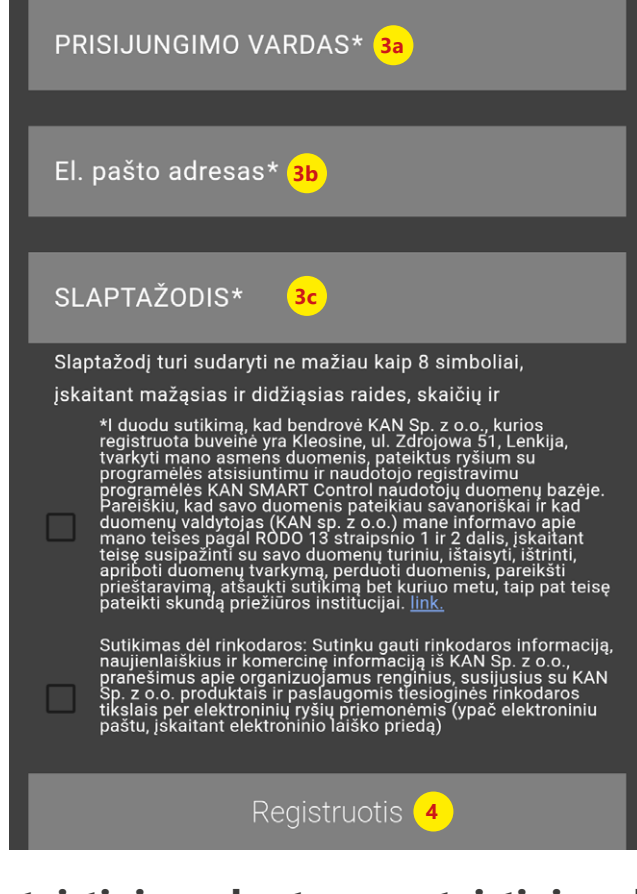 PRISIJUNGIMO VARDAS* 3a
El. pašto adresas* 3b
SLAPTAŽODIS* 3c
Slaptažodį turi sudaryti ne mažiau kaip 8 simboliai,
įskaitant mažąsias ir didžiąsias raides, skaičių ir
*I duodu sutikimą, kad bendrovė KAN Sp. z o.o., kurios
registruota buveinė yra Kleosine, ul. Zdrojowa 51, Lenkija,
tvarkyti mano asmens duomenis, pateiktus ryšium su
programėlės atsisiuntimu ir naudotojo registravimu
programėlės KAN SMART Control naudotojų duomenų bazėje.
Pareiškiu, kad savo duomenis pateikiau savanoriškai ir kad
duomenų valdytojas (KAN sp. z o.o.) mane informavo apie
mano teises pagal RODO 13 straipsnio 1 ir 2 dalis, įskaitant
teisę susipažinti su savo duomenų turiniu, ištaisyti, ištrinti,
apriboti duomenų tvarkymą, perduoti duomenis, pareikšti
prieštaravimą, atšaukti sutikimą bet kuriuo metu, taip pat teisę
pateikti skundą priežiūros institucijai. link.
Sutikimas dėl rinkodaros: Sutinku gauti rinkodaros informaciją,
naujienlaiškius ir komercinę informaciją iš KAN Sp. z o.o.,
pranešimus apie organizuojamus renginius, susijusius su KAN
Sp. z o.o. produktais ir paslaugomis tiesioginės rinkodaros
tikslais per elektroninių ryšių priemonėmis (ypač elektroniniu
paštu, įskaitant elektroninio laiško priedą)
Registruotis 4